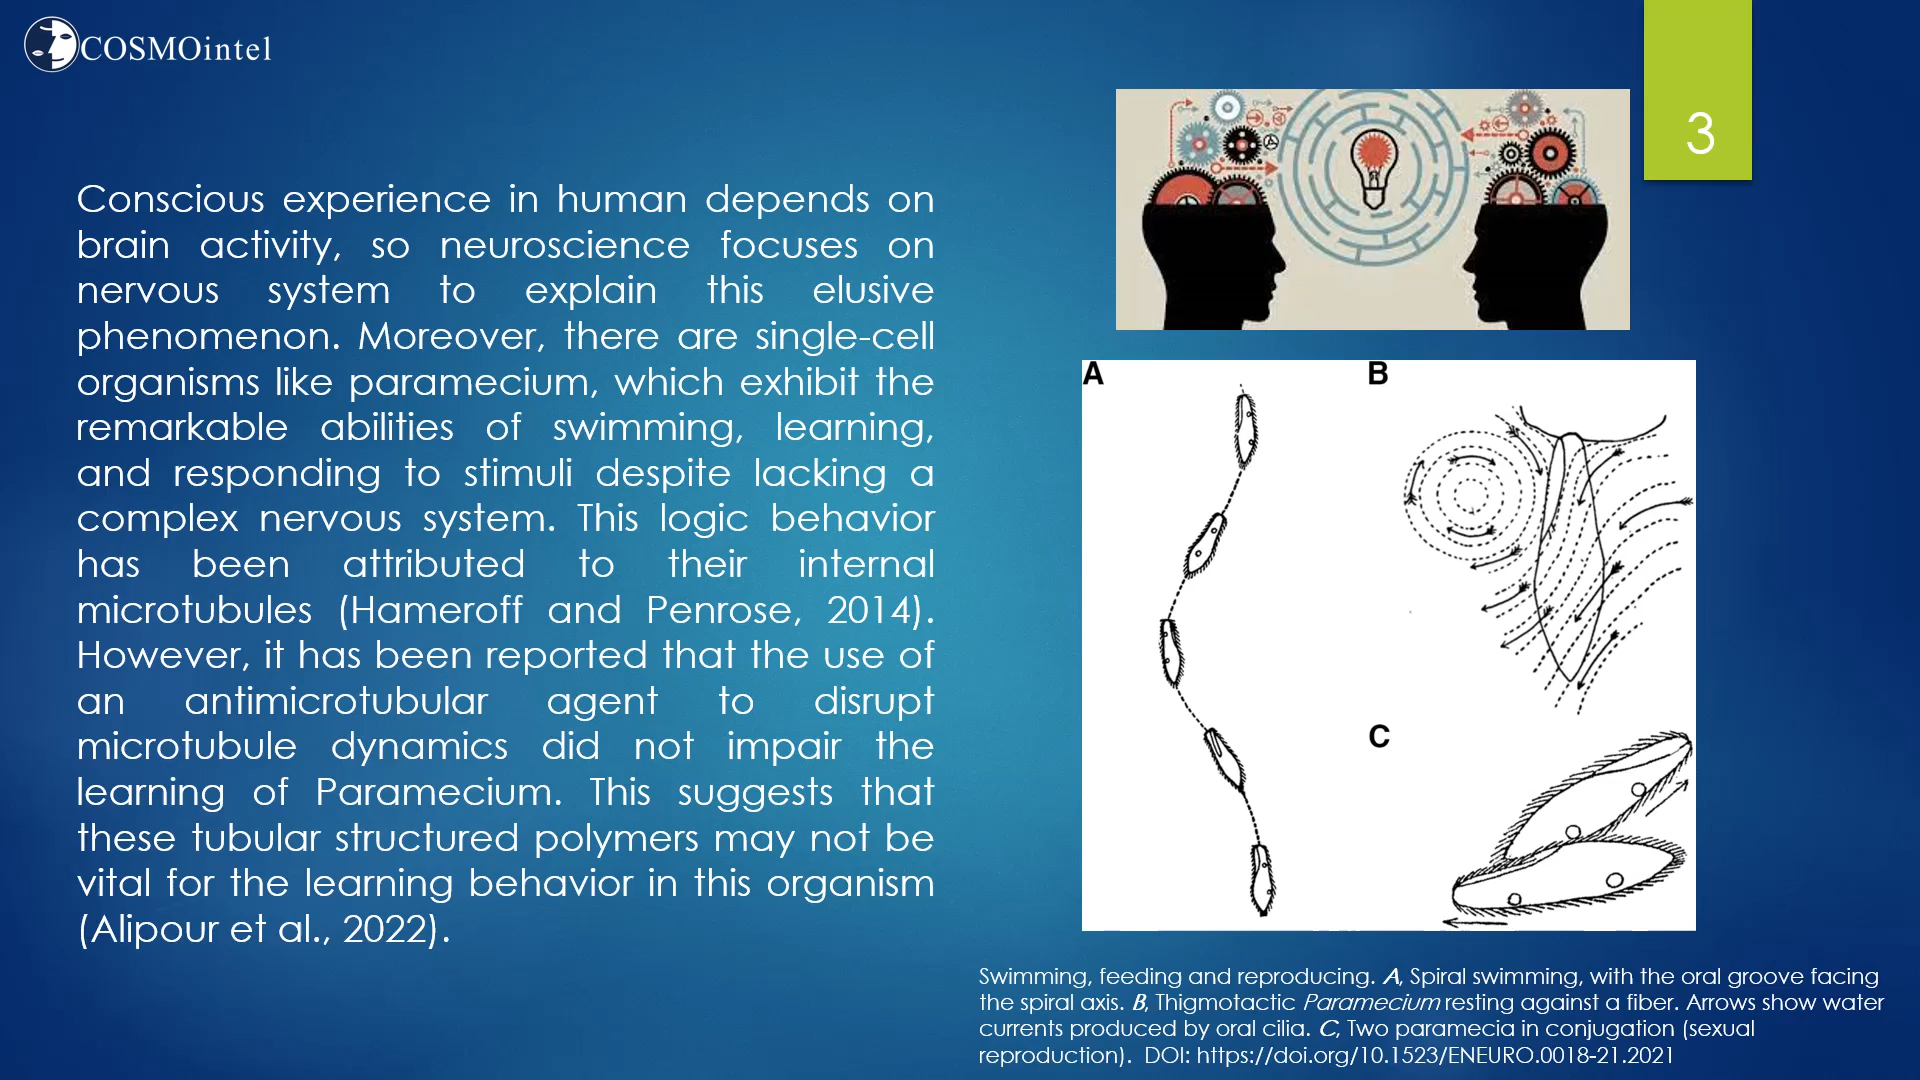 COSMOintel
3
Conscious experience in human depends on
brain activity, so neuroscience focuses on
nervous system to explain this elusive
phenomenon. Moreover, there are single-cell
organisms like paramecium, which exhibit the
remarkable abilities of swimming, learning,
and responding to stimuli despite lacking a
complex nervous system. This logic behavior
has been attributed to their internal
microtubules (Hameroff and Penrose, 2014).
However, it has been reported that the use of
an antimicrotubular agent to disrupt
microtubule dynamics did not impair the
learning of Paramecium. This suggests that
these tubular structured polymers may not be
vital for the learning behavior in this organism
(Alipour et al., 2022).
A
B
C
Swimming, feeding and reproducing. A, Spiral swimming, with the oral groove facing
the spiral axis. B, Thigmotactic Paramecium resting against a fiber. Arrows show water
currents produced by oral cilia. C, Two paramecia in conjugation (sexual
reproduction). DOI: https://doi.org/10.1523/ENEURO.0018-21.2021